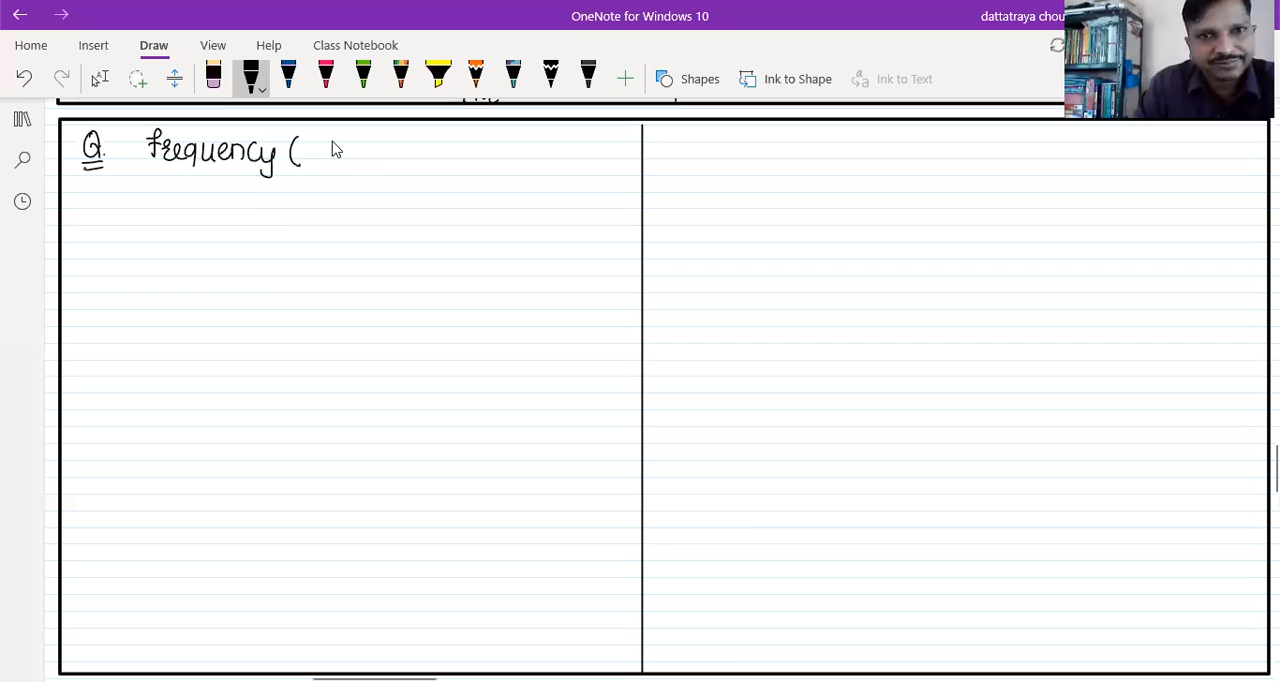 OneNote for Windows 10
dattatraya chou
Home Insert Draw View Help Class Notebook
Shapes Ink to Shape Ink to Text
Q. Frequency (